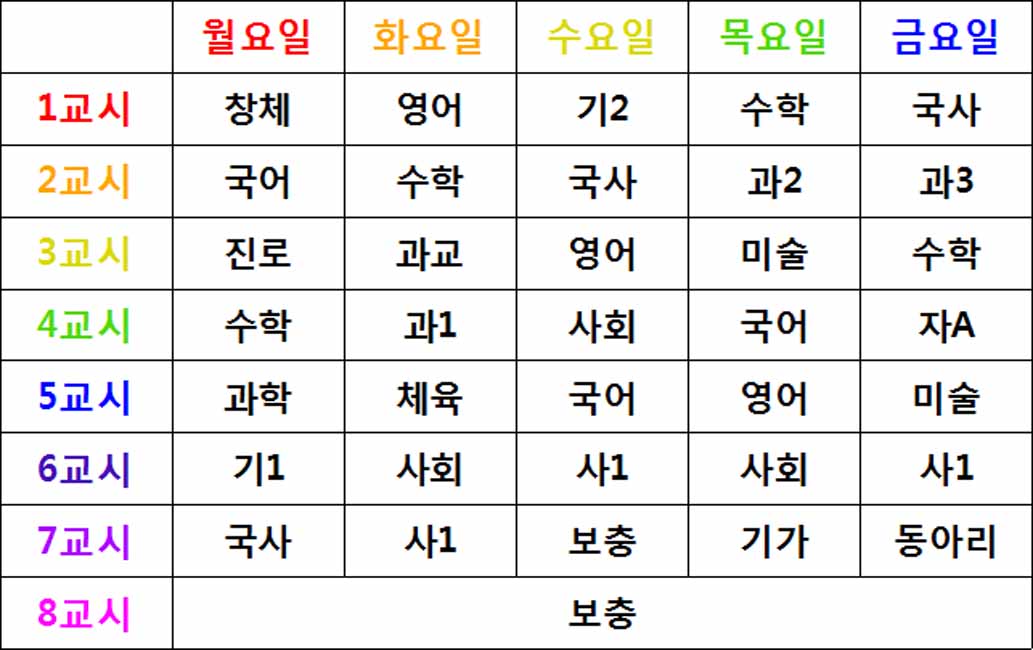 월요일 화요일 수요일 목요일 금요일
1교시 창체 영어 기2 수학 국사
2교시 국어 수학 국사 과2 과3
3교시 진로 과교 영어 미술 수학
4교시 수학 과1 사회 국어 자A
5교시 과학 체육 국어 영어 미술
6교시 기1 사회 사1 사회 사1
7교시 국사 사1 보충 기가 동아리
8교시 보충